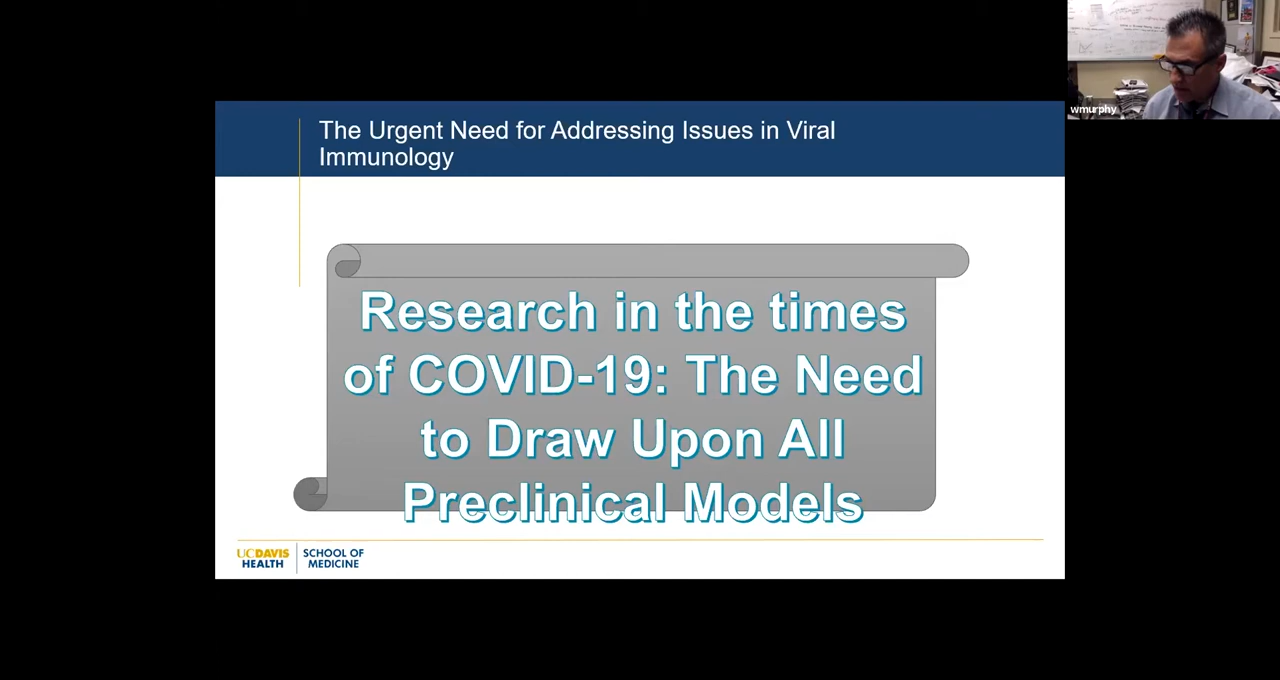 wmurphy
The Urgent Need for Addressing Issues in Viral
Immunology
Research in the times
of COVID-19: The Need
to Draw Upon All
Preclinical Models
UCDAVIS
HEALTH
SCHOOL OF
MEDICINE